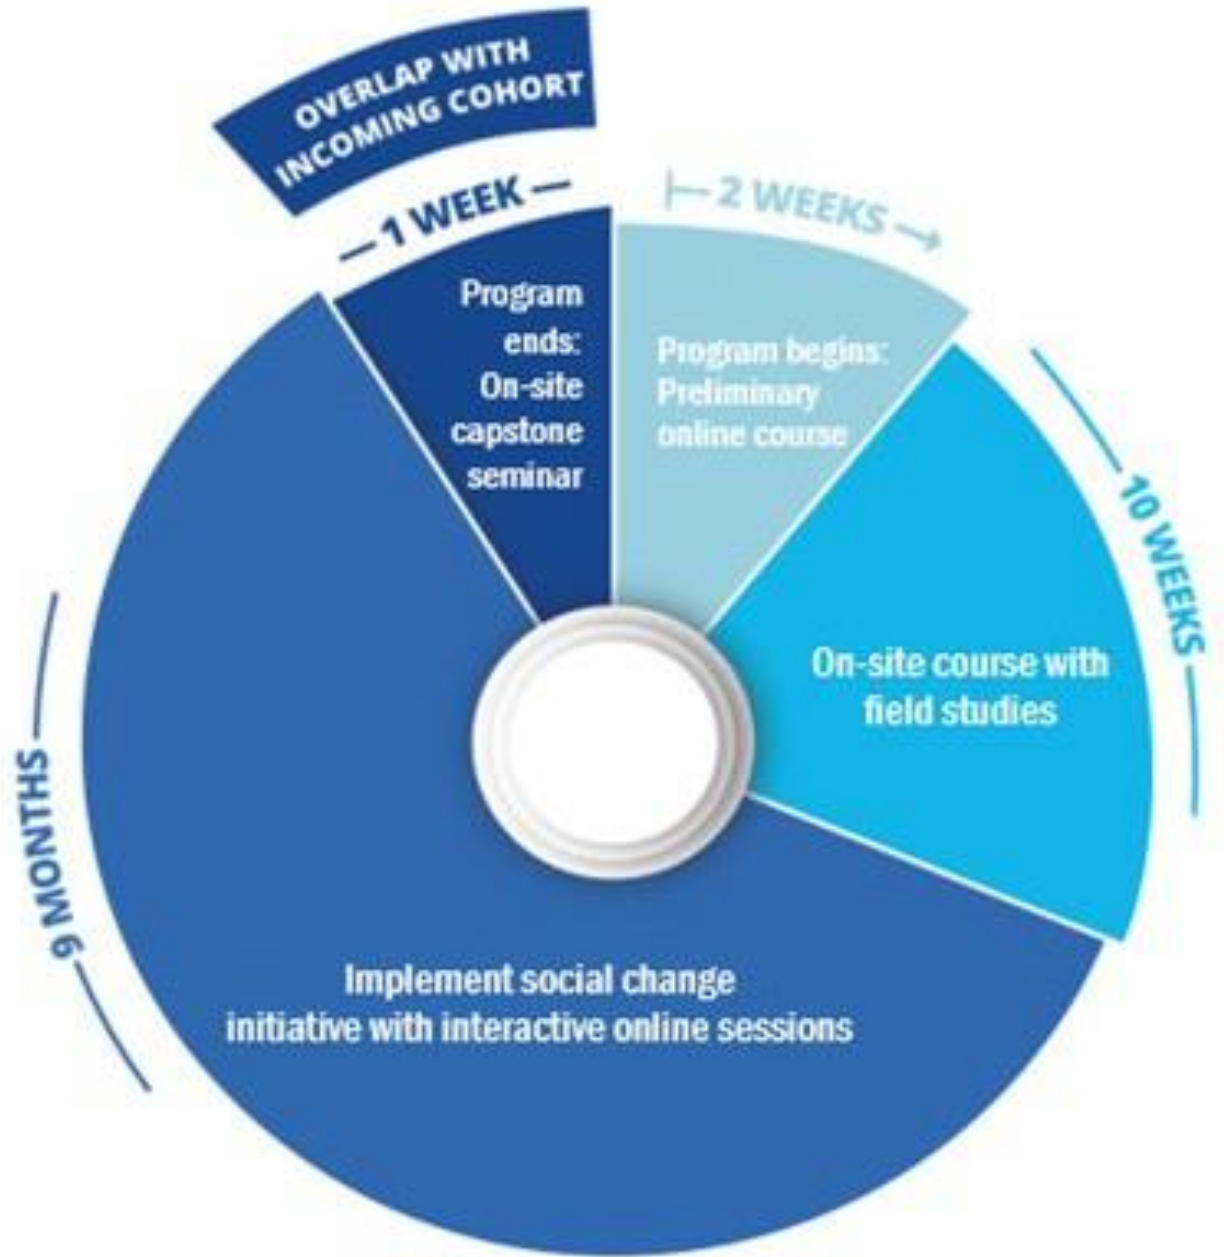 OVERLAP WITH
INCOMING COHORT
1 WEEK
Program
ends:
On-site
capstone
seminar
2 WEEKS
Program begins:
Preliminary
online course
10 WEEKS
On-site course with
field studies
9 MONTHS
Implement social change
initiative with interactive online sessions